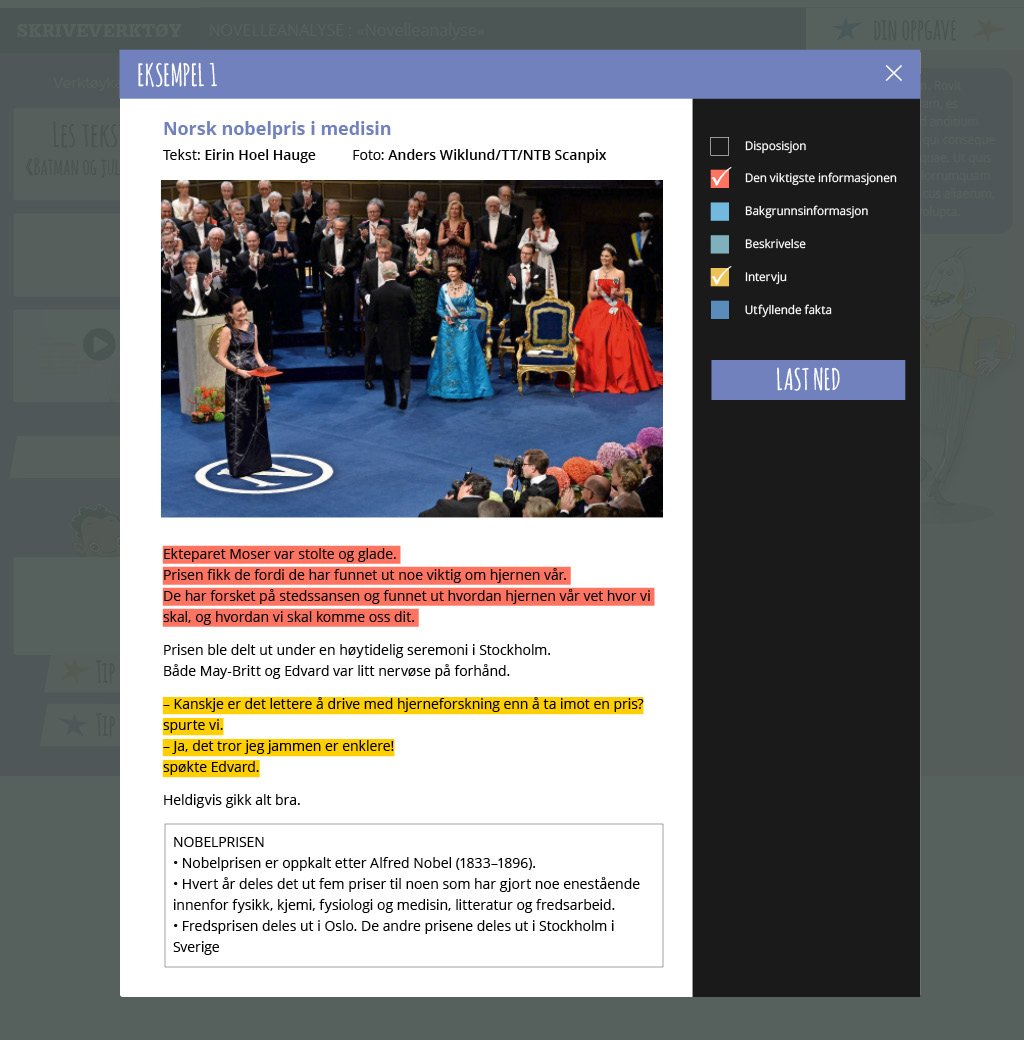 SKRIVEVERKTØY
NOVELLEANALYSE : «Novelleanalyse»
DIN OPPGAVE
EKSEMPEL 1
LES TEKST
Norsk nobelpris i medisin
Tekst: Eirin Hoel Hauge Foto: Anders Wiklund/TT/NTB Scanpix
N
Ekteparet Moser var stolte og glade.
Prisen fikk de fordi de har funnet ut noe viktig om hjernen vår.
De har forsket på stedssansen og funnet ut hvordan hjernen vår vet hvor vi
skal, og hvordan vi skal komme oss dit.
Prisen ble delt ut under en høytidelig seremoni i Stockholm.
Både May-Britt og Edvard var litt nervøse på forhånd.
– Kanskje er det lettere å drive med hjerneforskning enn å ta imot en pris?
spurte vi.
– Ja, det tror jeg jammen er enklere!
spøkte Edvard.
Heldigvis gikk alt bra.
NOBELPRISEN
• Nobelprisen er oppkalt etter Alfred Nobel (1833–1896).
• Hvert år deles det ut fem priser til noen som har gjort noe enestående
innenfor fysikk, kjemi, fysiologi og medisin, litteratur og fredsarbeid.
• Fredsprisen deles ut i Oslo. De andre prisene deles ut i Stockholm i
Sverige
Disposisjon
Den viktigste informasjonen
Bakgrunnsinformasjon
Beskrivelse
Intervju
Utfyllende fakta
LAST NED
TIP
TIP